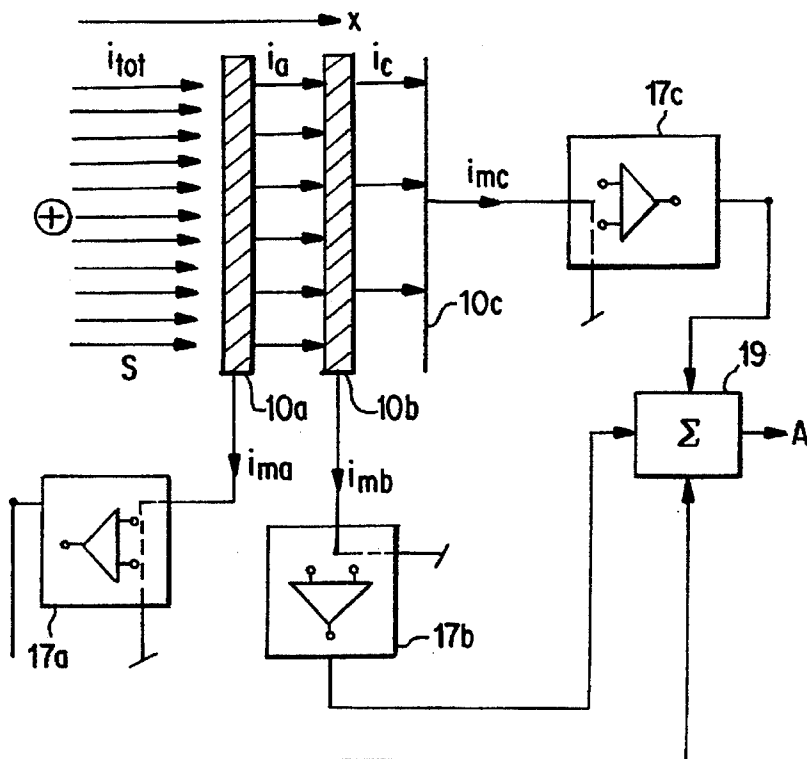 x
i_tot i_a i_c
17c
i_mc
+
10c
S
19
10a 10b
Σ A
i_ma
i_mb
17a
17b